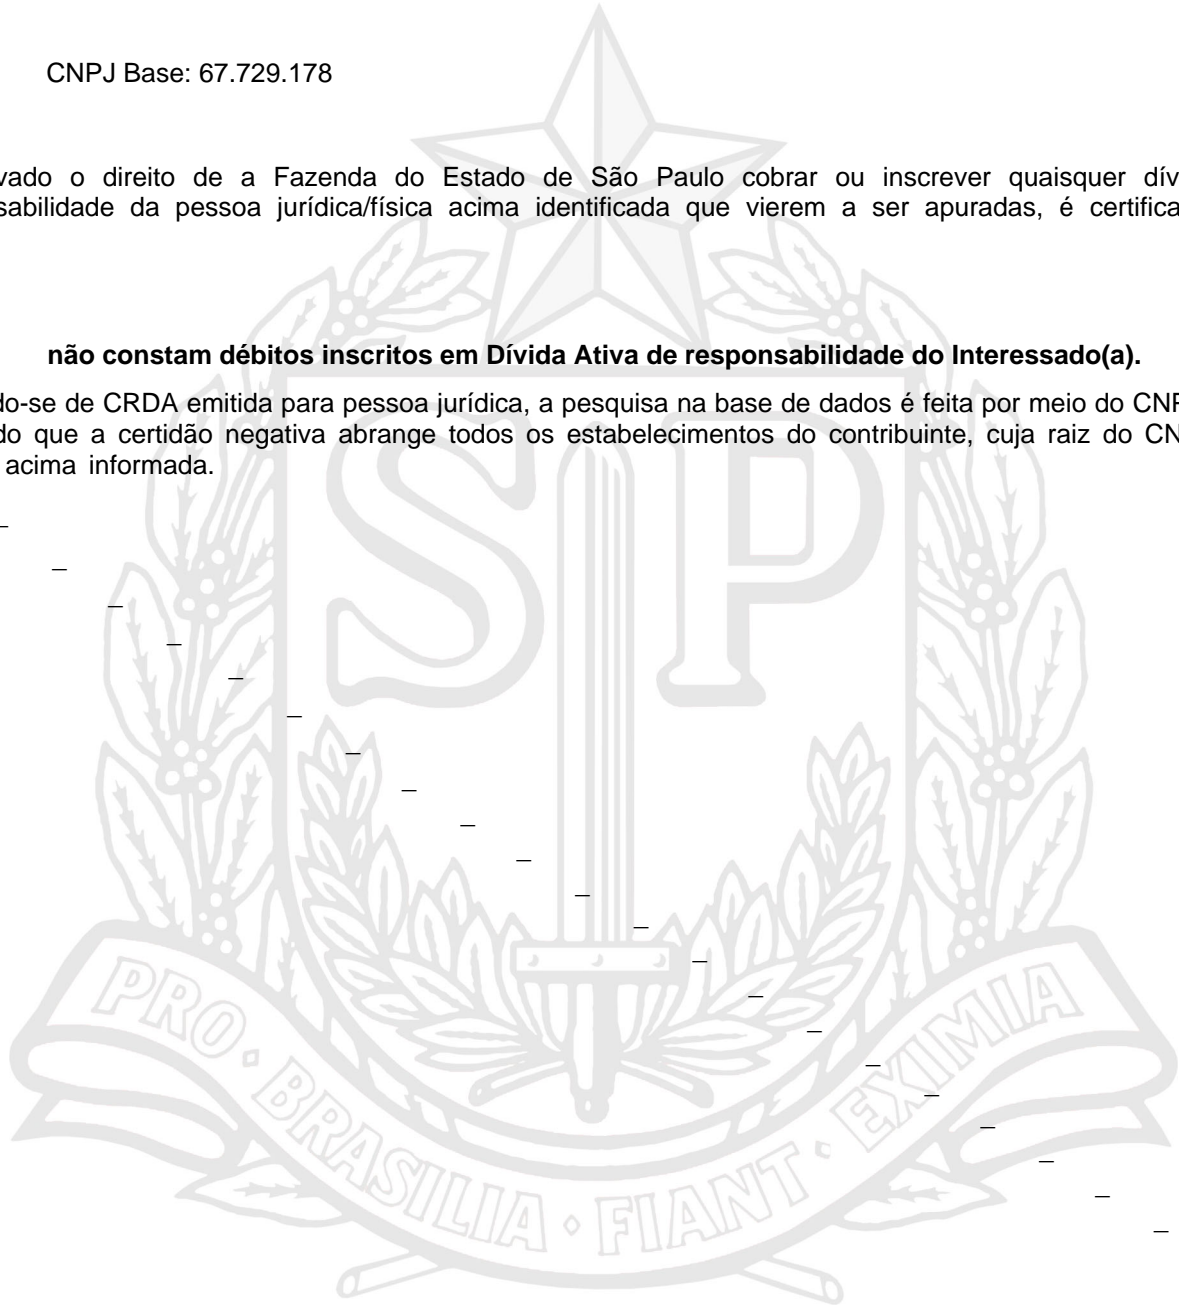 CNPJ Base: 67.729.178
vado o direito de a Fazenda do Estado de São Paulo cobrar ou inscrever quaisquer dív
sabilidade da pessoa jurídica/física acima identificada que vierem a ser apuradas, é certifica
não constam débitos inscritos em Dívida Ativa de responsabilidade do Interessado(a).
do-se de CRDA emitida para pessoa jurídica, a pesquisa na base de dados é feita por meio do CNP
do que a certidão negativa abrange todos os estabelecimentos do contribuinte, cuja raiz do CN
acima informada.
SP
PRO • BRASILIA • FIANT • EXIMIA